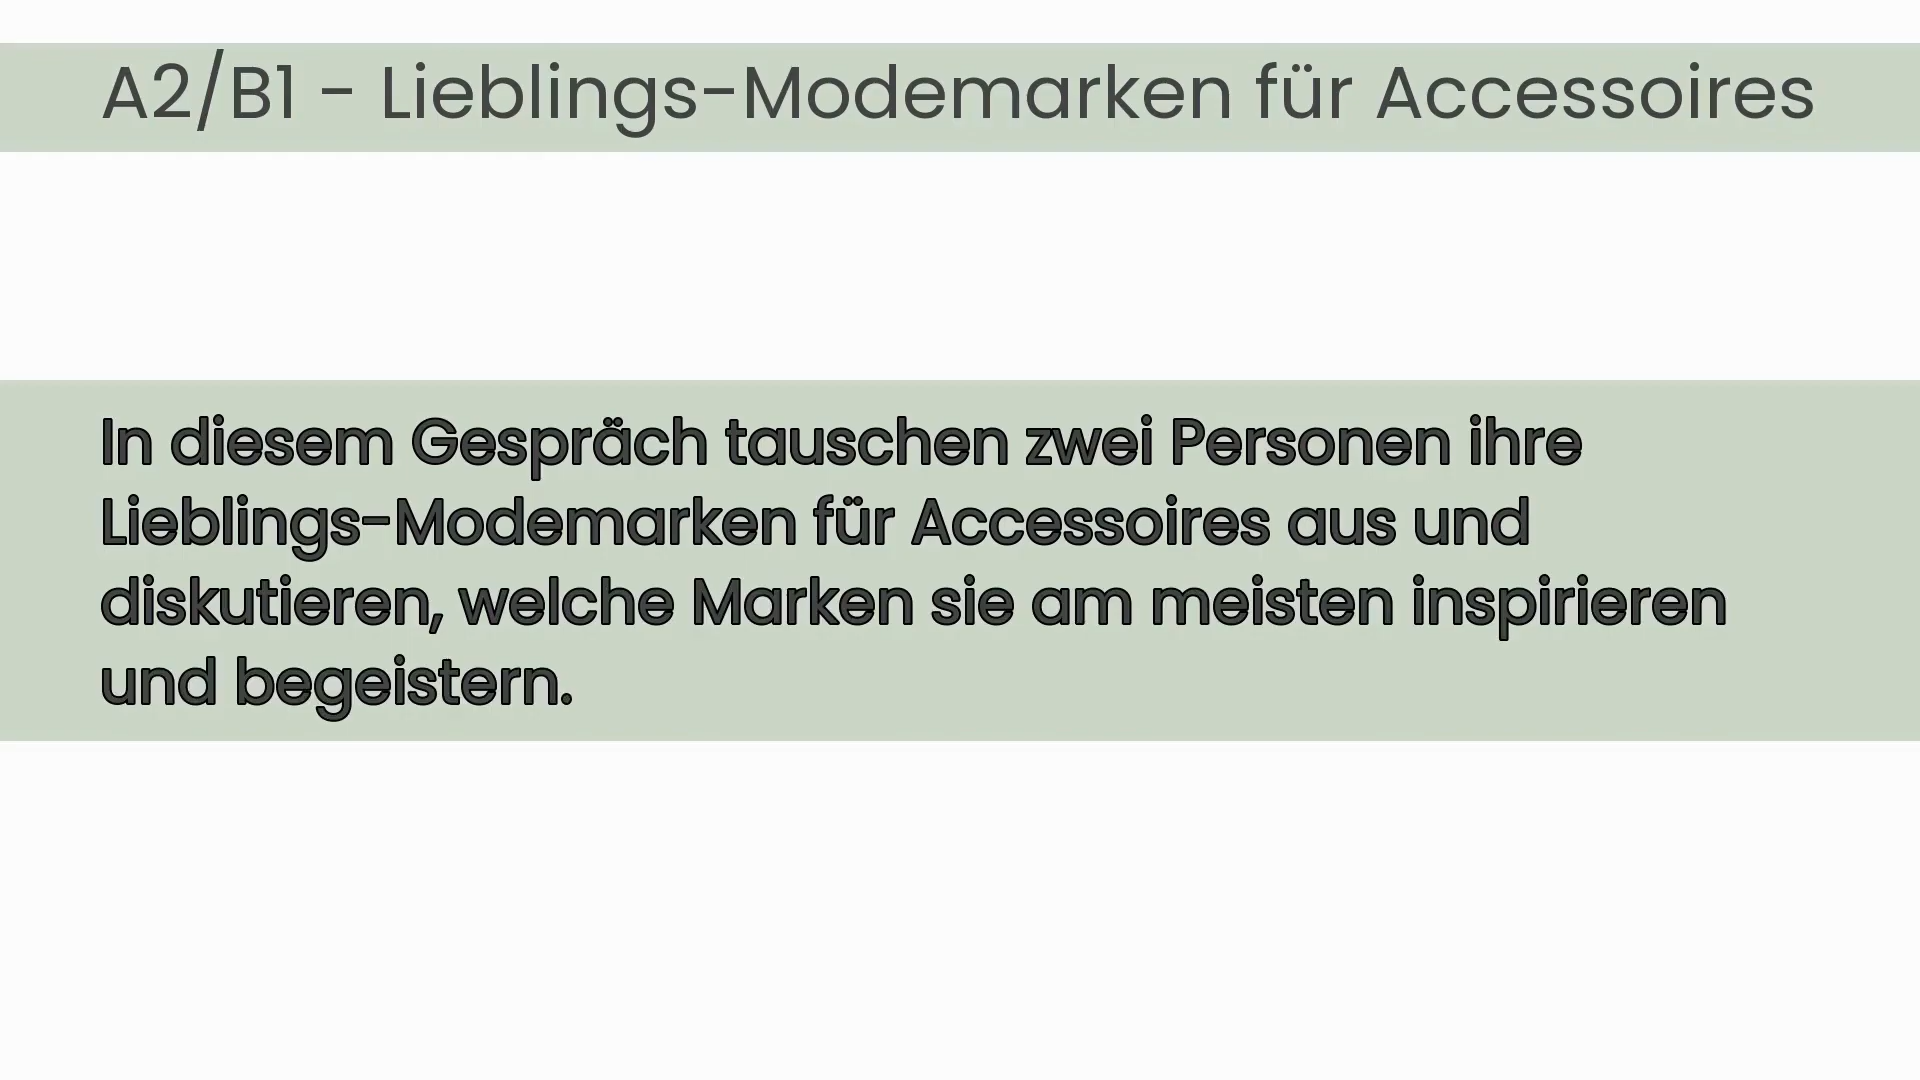 A2/B1 - Lieblings-Modemarken für Accessoires
In diesem Gespräch tauschen zwei Personen ihre
Lieblings-Modemarken für Accessoires aus und
diskutieren, welche Marken sie am meisten inspirieren
und begeistern.